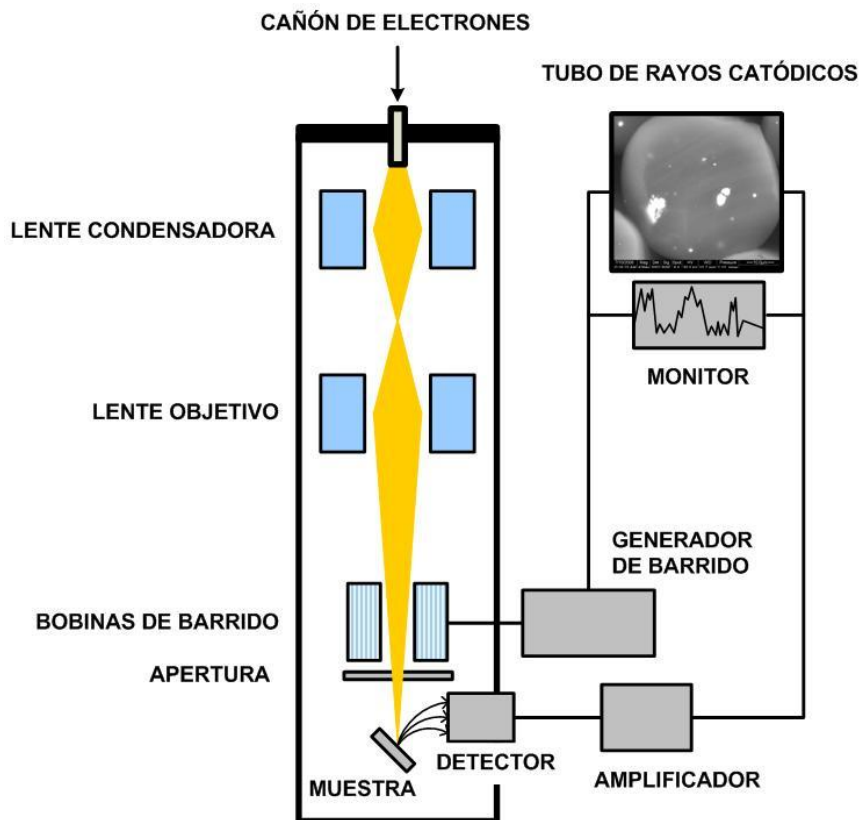 CAÑÓN DE ELECTRONES
TUBO DE RAYOS CATÓDICOS
LENTE CONDENSADORA
MONITOR
LENTE OBJETIVO
GENERADOR
DE BARRIDO
BOBINAS DE BARRIDO
APERTURA
DETECTOR
MUESTRA
AMPLIFICADOR